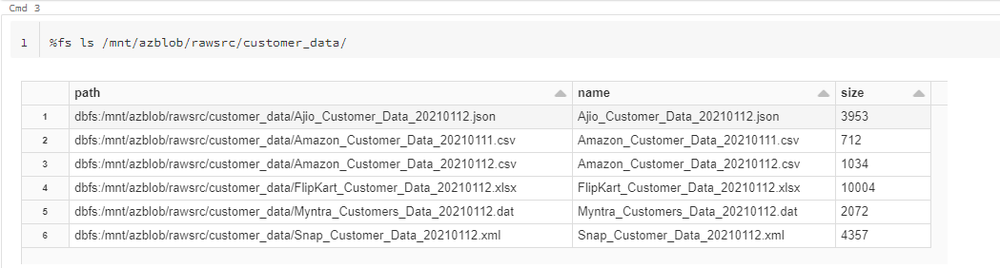 Cmd 3
1 %fs ls /mnt/azblob/rawsrc/customer_data/
path name size
1 dbfs:/mnt/azblob/rawsrc/customer_data/Ajio_Customer_Data_20210112.json Ajio_Customer_Data_20210112.json 3953
2 dbfs:/mnt/azblob/rawsrc/customer_data/Amazon_Customer_Data_20210111.csv Amazon_Customer_Data_20210111.csv 712
3 dbfs:/mnt/azblob/rawsrc/customer_data/Amazon_Customer_Data_20210112.csv Amazon_Customer_Data_20210112.csv 1034
4 dbfs:/mnt/azblob/rawsrc/customer_data/FlipKart_Customer_Data_20210112.xlsx FlipKart_Customer_Data_20210112.xlsx 10004
5 dbfs:/mnt/azblob/rawsrc/customer_data/Myntra_Customers_Data_20210112.dat Myntra_Customers_Data_20210112.dat 2072
6 dbfs:/mnt/azblob/rawsrc/customer_data/Snap_Customer_Data_20210112.xml Snap_Customer_Data_20210112.xml 4357